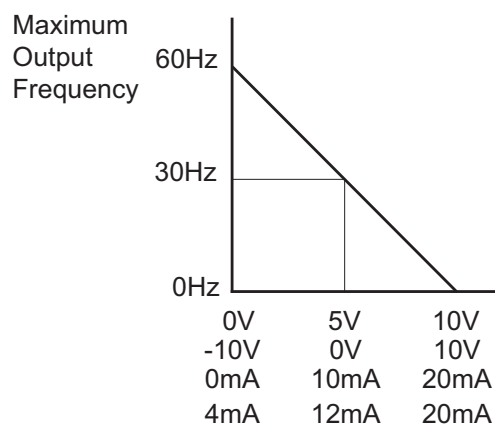 Maximum
Output
Frequency
60Hz
30Hz
0Hz
0V 5V 10V
-10V 0V 10V
0mA 10mA 20mA
4mA 12mA 20mA